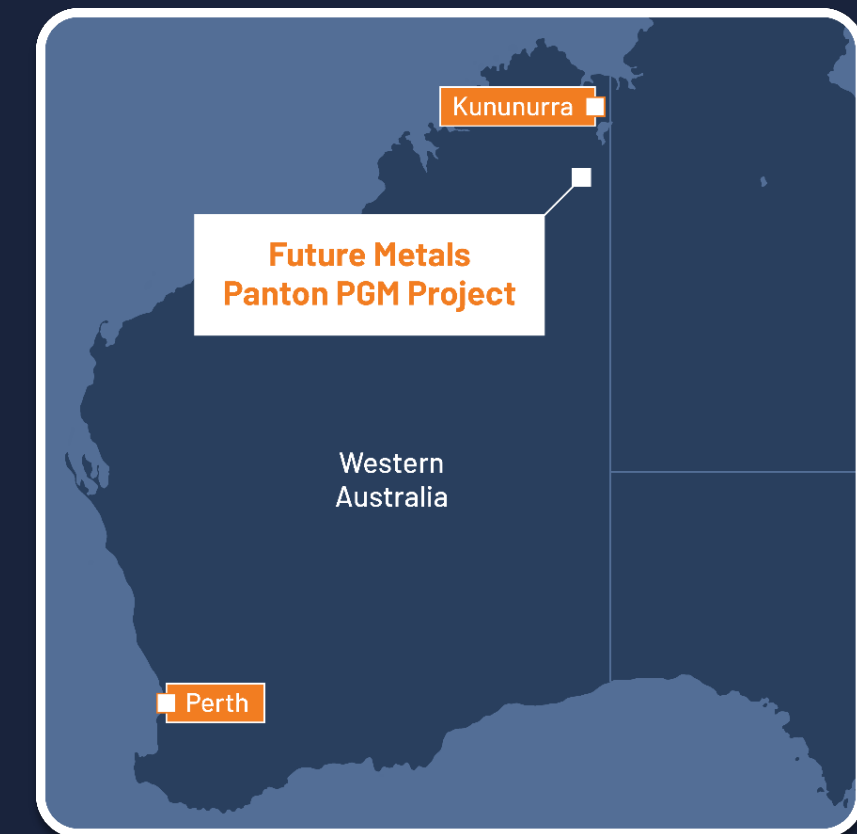 Kununurra
Future Metals
Panton PGM Project
Western
Australia
Perth